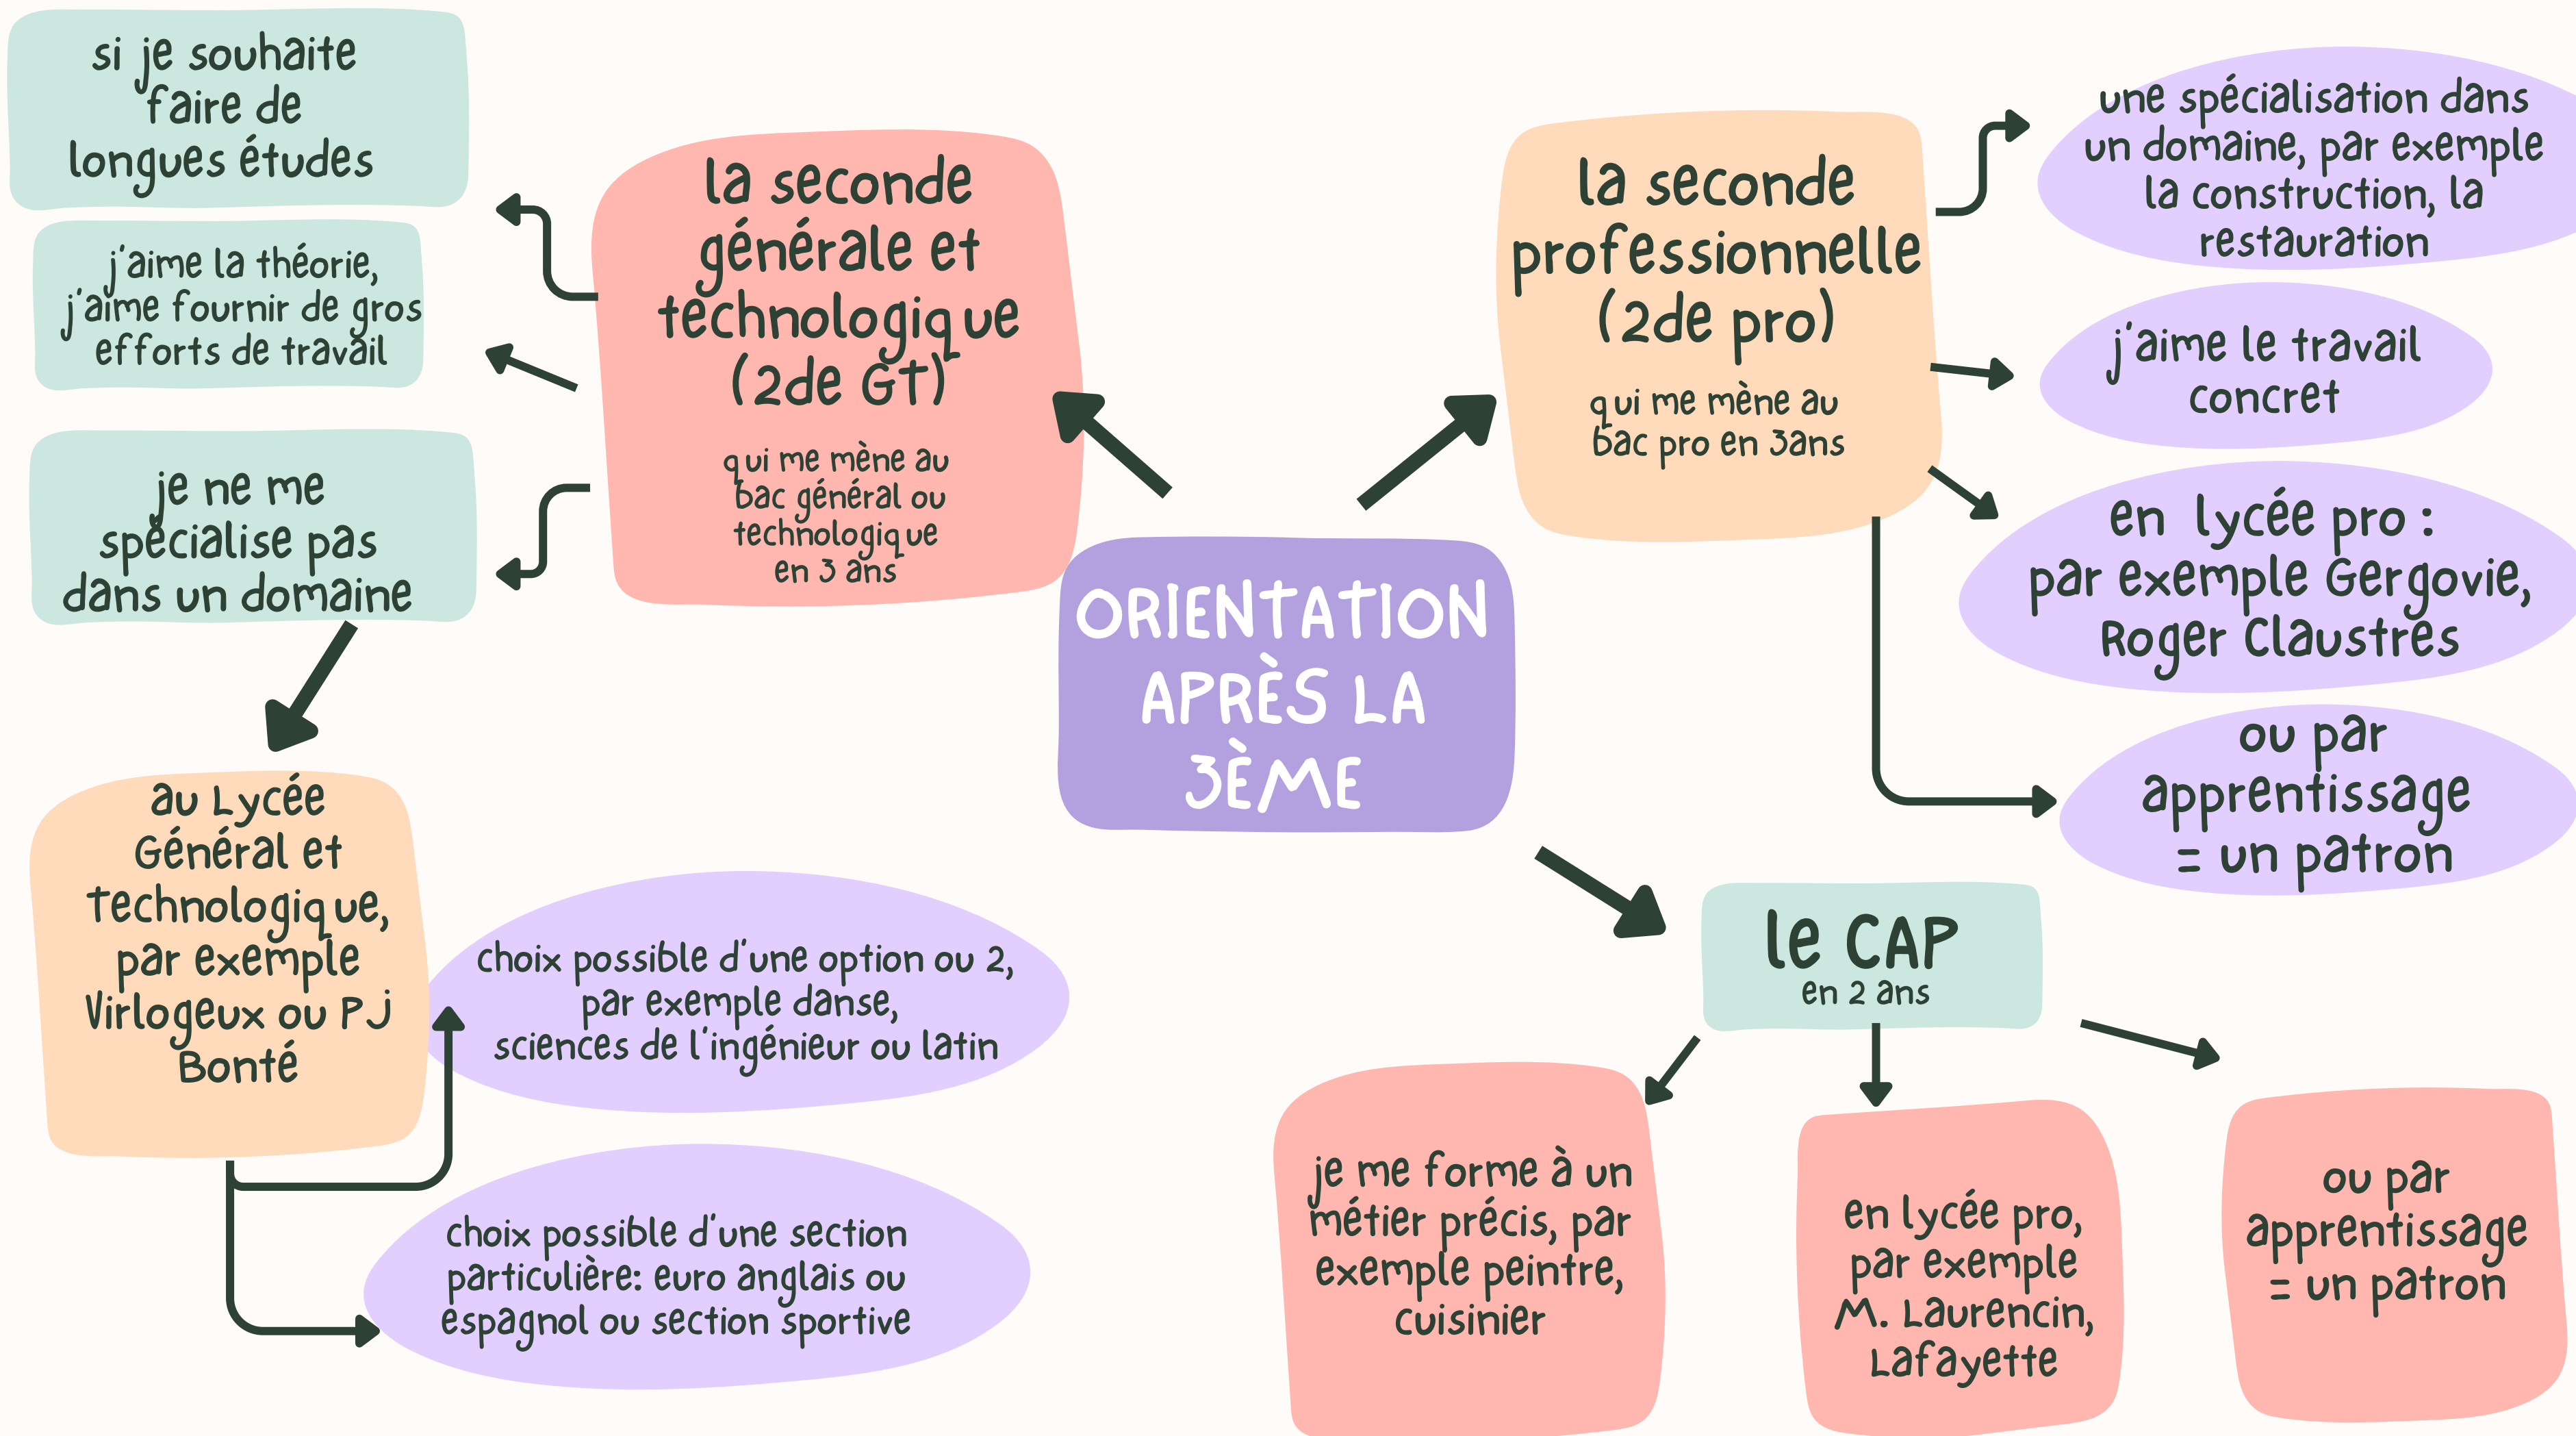 ORIENTATION
APRÈS LA
3ÈME
la seconde
générale et
technologique
(2de GT)
qui me mène au
bac général ou
technologique
en 3 ans
si je souhaite
faire de
longues études
j'aime la théorie,
j'aime fournir de gros
efforts de travail
je ne me
spécialise pas
dans un domaine
au Lycée
Général et
Technologique,
par exemple
Virlogeux ou PJ
Bonté
choix possible d'une option ou 2,
par exemple danse,
sciences de l'ingénieur ou latin
choix possible d'une section
particulière: euro anglais ou
espagnol ou section sportive
la seconde
professionnelle
(2de pro)
qui me mène au
bac pro en 3ans
une spécialisation dans
un domaine, par exemple
la construction, la
restauration
j'aime le travail
concret
en lycée pro :
par exemple Gergovie,
Roger Claustres
ou par
apprentissage
= un patron
le CAP
en 2 ans
je me forme à un
métier précis, par
exemple peintre,
cuisinier
en lycée pro,
par exemple
M. Laurencin,
Lafayette
ou par
apprentissage
= un patron